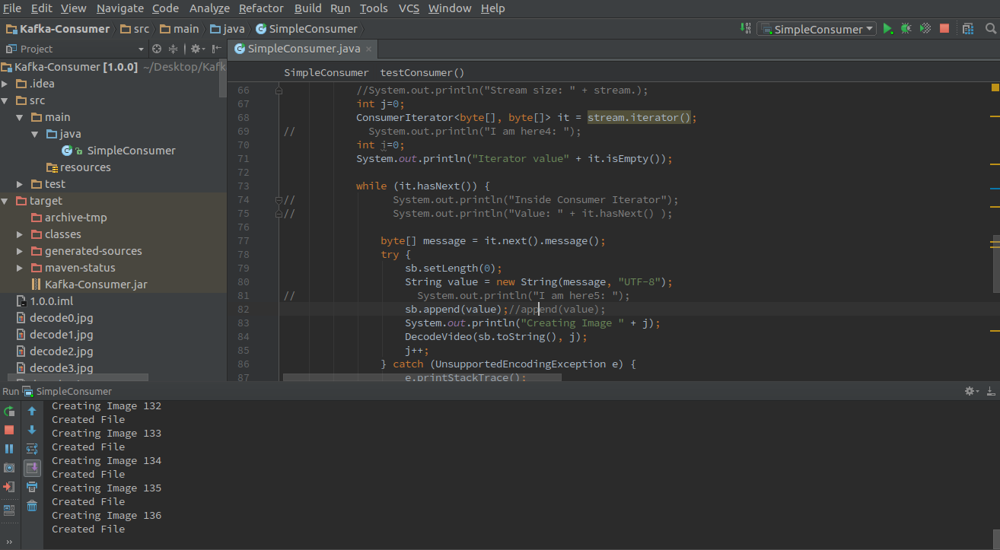 File Edit View Navigate Code Analyze Refactor Build Run Tools VCS Window Help
Kafka-Consumer src main java SimpleConsumer SimpleConsumer
Project SimpleConsumer.java
Kafka-Consumer [1.0.0] ~/Desktop/Kafk
.idea
src
main
java
SimpleConsumer
resources
test
target
archive-tmp
classes
generated-sources
maven-status
Kafka-Consumer.jar
1.0.0.iml
decode0.jpg
decode1.jpg
decode2.jpg
decode3.jpg
SimpleConsumer testConsumer()
66 //System.out.println("Stream size: " + stream.);
67 int j=0;
68 ConsumerIterator<byte[], byte[]> it = stream.iterator();
69 // System.out.println("I am here4: ");
70 int j=0;
71 System.out.println("Iterator value" + it.isEmpty());
72
73 while (it.hasNext()) {
74 // System.out.println("Inside Consumer Iterator");
75 // System.out.println("Value: " + it.hasNext() );
76
77 byte[] message = it.next().message();
78 try {
79 sb.setLength(0);
80 String value = new String(message, "UTF-8");
81 // System.out.println("I am here5: ");
82 sb.append(value);//append(value);
83 System.out.println("Creating Image " + j);
84 DecodeVideo(sb.toString(), j);
85 j++;
86 } catch (UnsupportedEncodingException e) {
87 e.printStackTrace();
Run SimpleConsumer
Creating Image 132
Created File
Creating Image 133
Created File
Creating Image 134
Created File
Creating Image 135
Created File
Creating Image 136
Created File